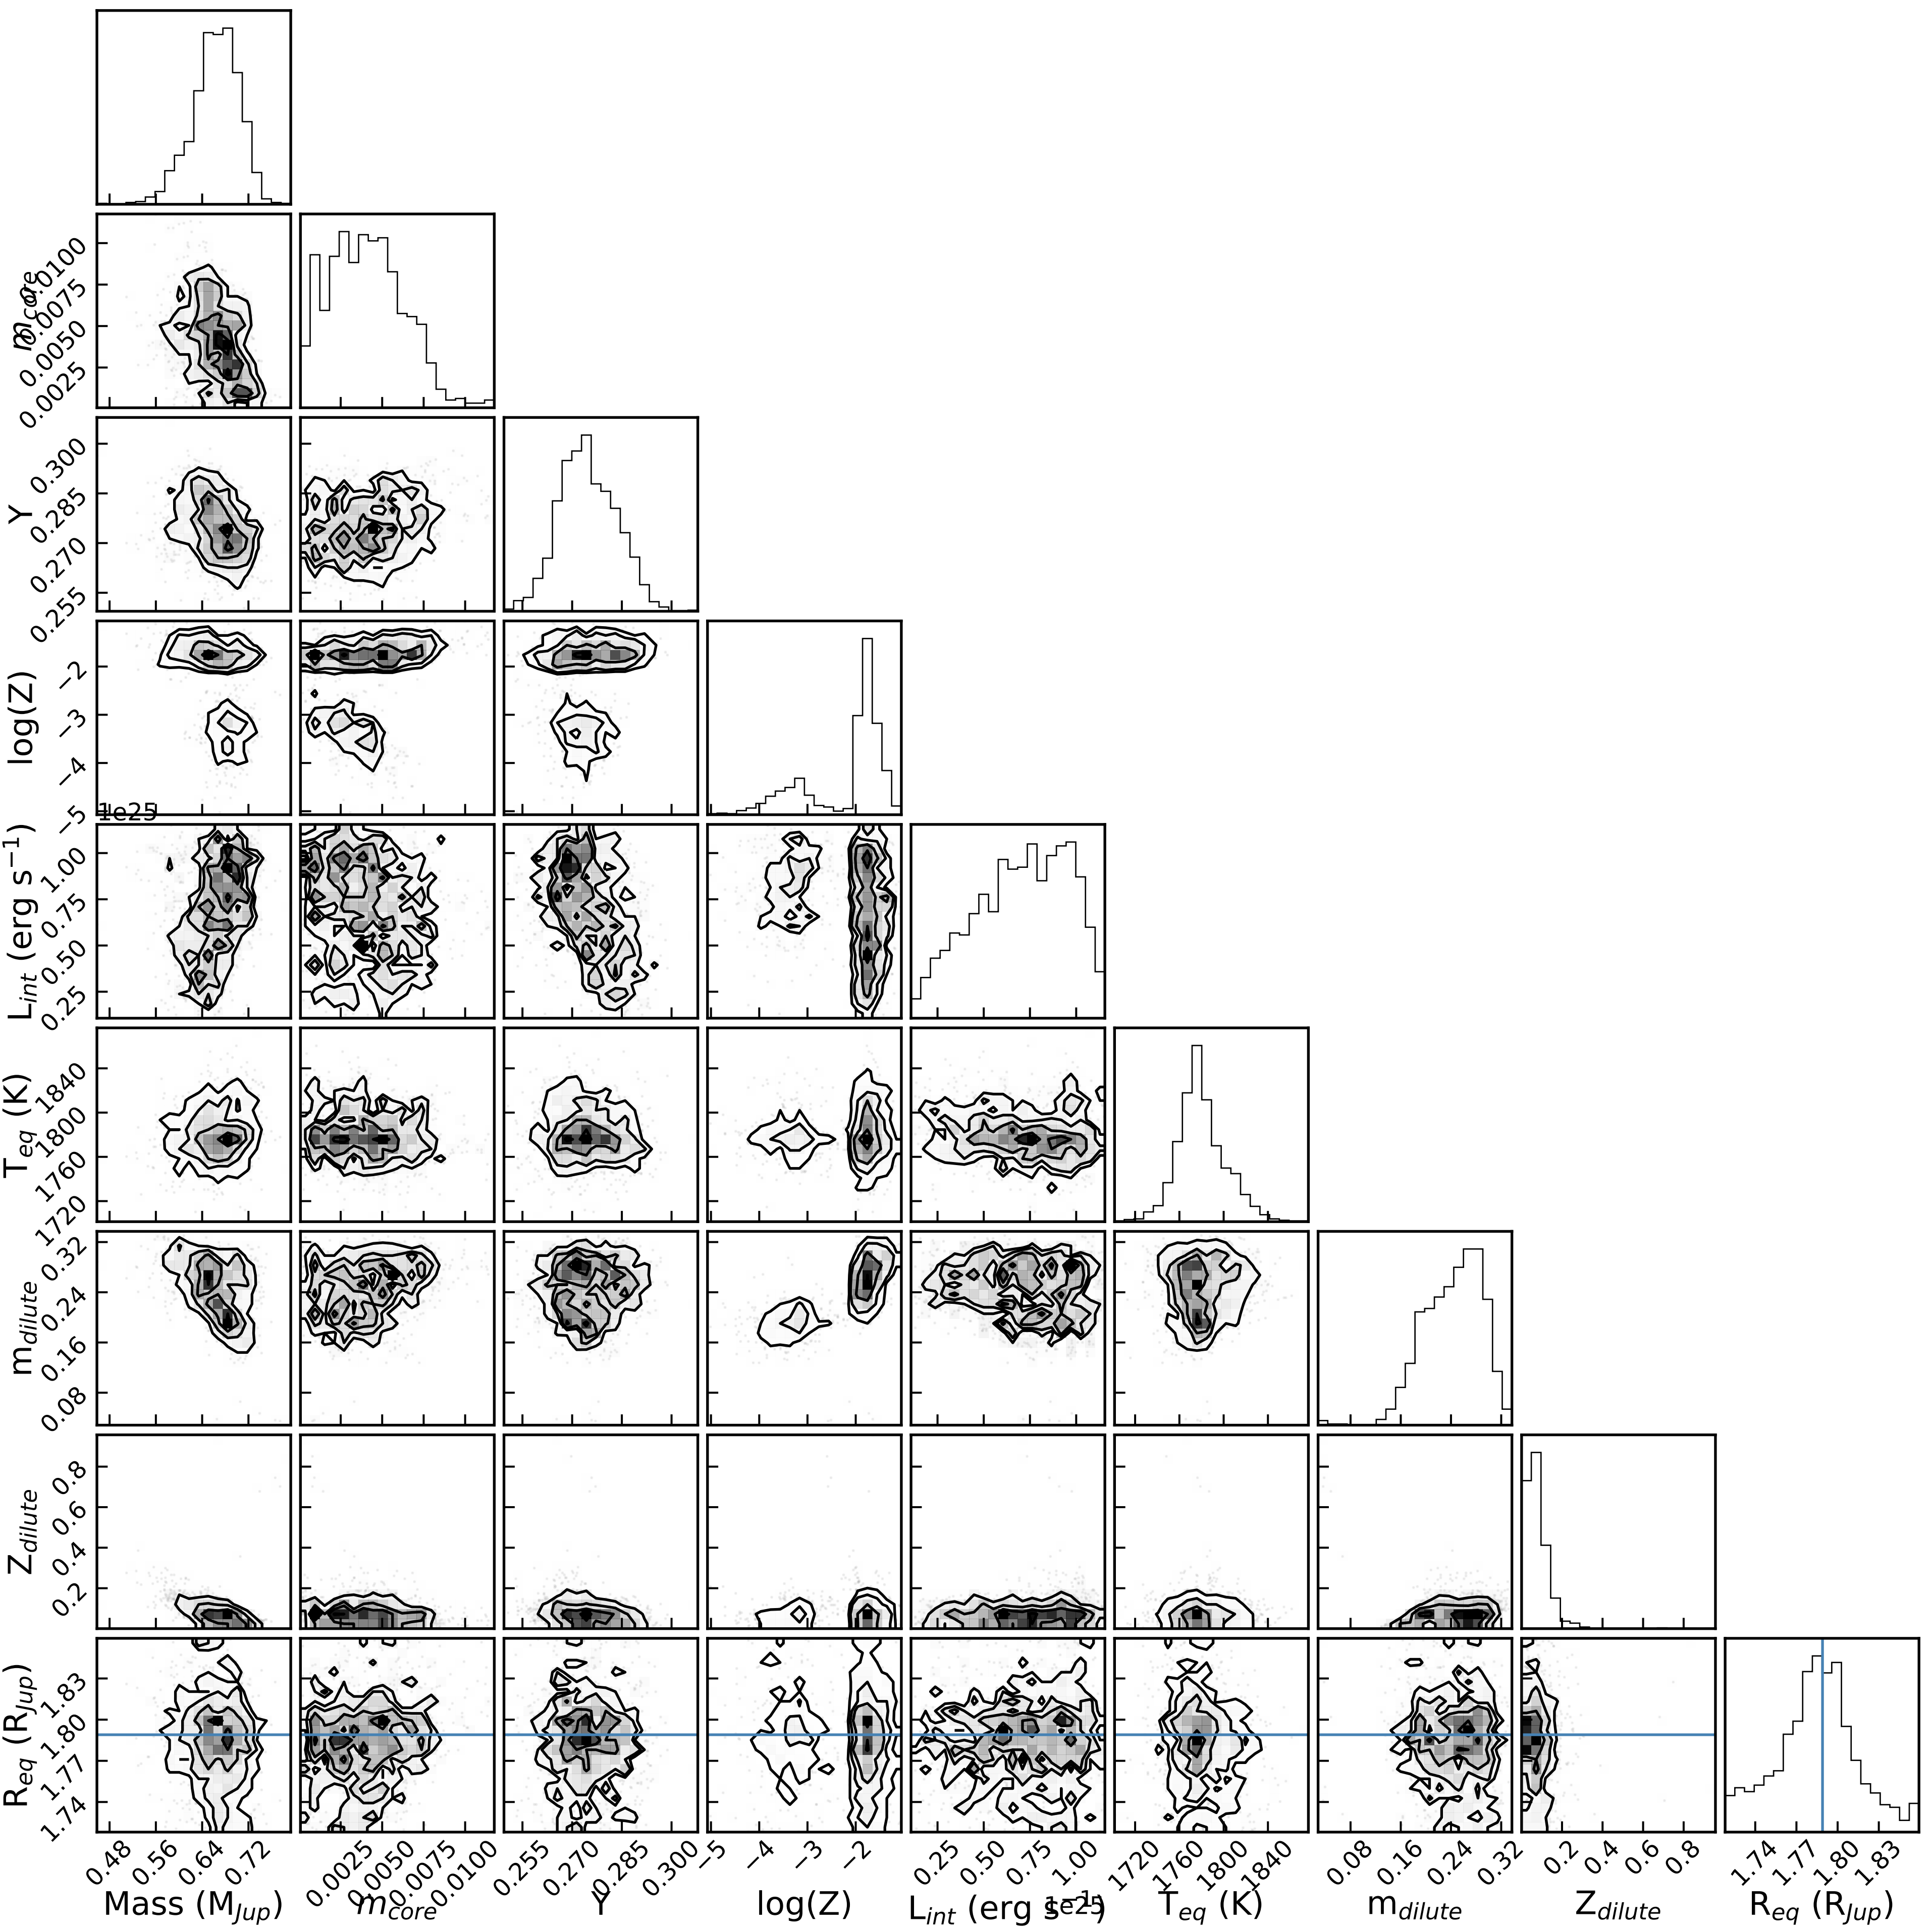 m_core
0.0100
0.0075
0.0050
0.0025
Y
0.300
0.285
0.270
0.255
log(Z)
−2
−3
−4
−5
1e25
L_int (erg s⁻¹)
1.00
0.75
0.50
0.25
T_eq (K)
1840
1800
1760
1720
m_dilute
0.32
0.24
0.16
0.08
Z_dilute
0.8
0.6
0.4
0.2
R_eq (R_Jup)
1.83
1.80
1.77
1.74
0.48 0.56 0.64 0.72
Mass (M_Jup)
0.0025 0.0050 0.0075 0.0100
m_core
0.255 0.270 0.285 0.300
Y
−5 −4 −3 −2
log(Z)
0.25 0.50 0.75 1.00
1e25
L_int (erg s⁻¹)
1720 1760 1800 1840
T_eq (K)
0.08 0.16 0.24 0.32
m_dilute
0.2 0.4 0.6 0.8
Z_dilute
1.74 1.77 1.80 1.83
R_eq (R_Jup)